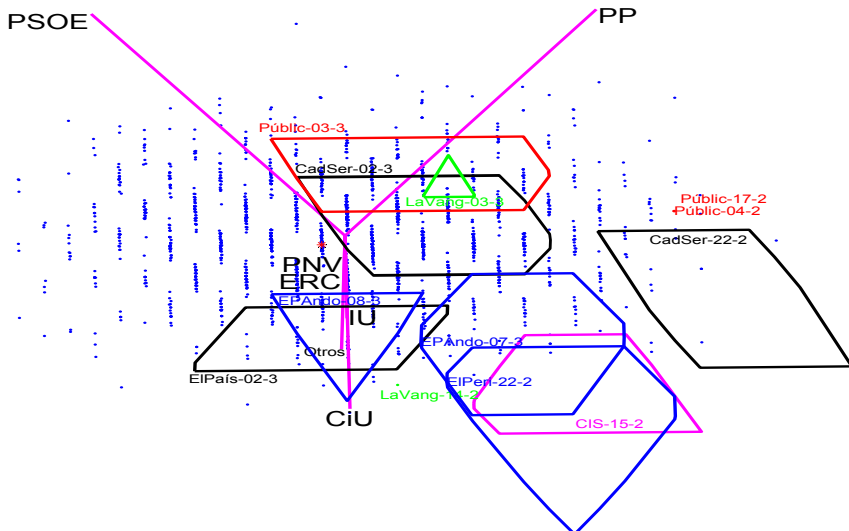 PSOE
PP
Públic-03-3
CadSer-02-3
LaVang-03-3
Públic-17-2
Públic-04-2
CadSer-22-2
PNV
ERC
EPAndo-08-3
IU
EPAndo-07-3
Otros
ElPaís-02-3
ElPeri-22-2
LaVang-14-2
CiU
CIS-15-2